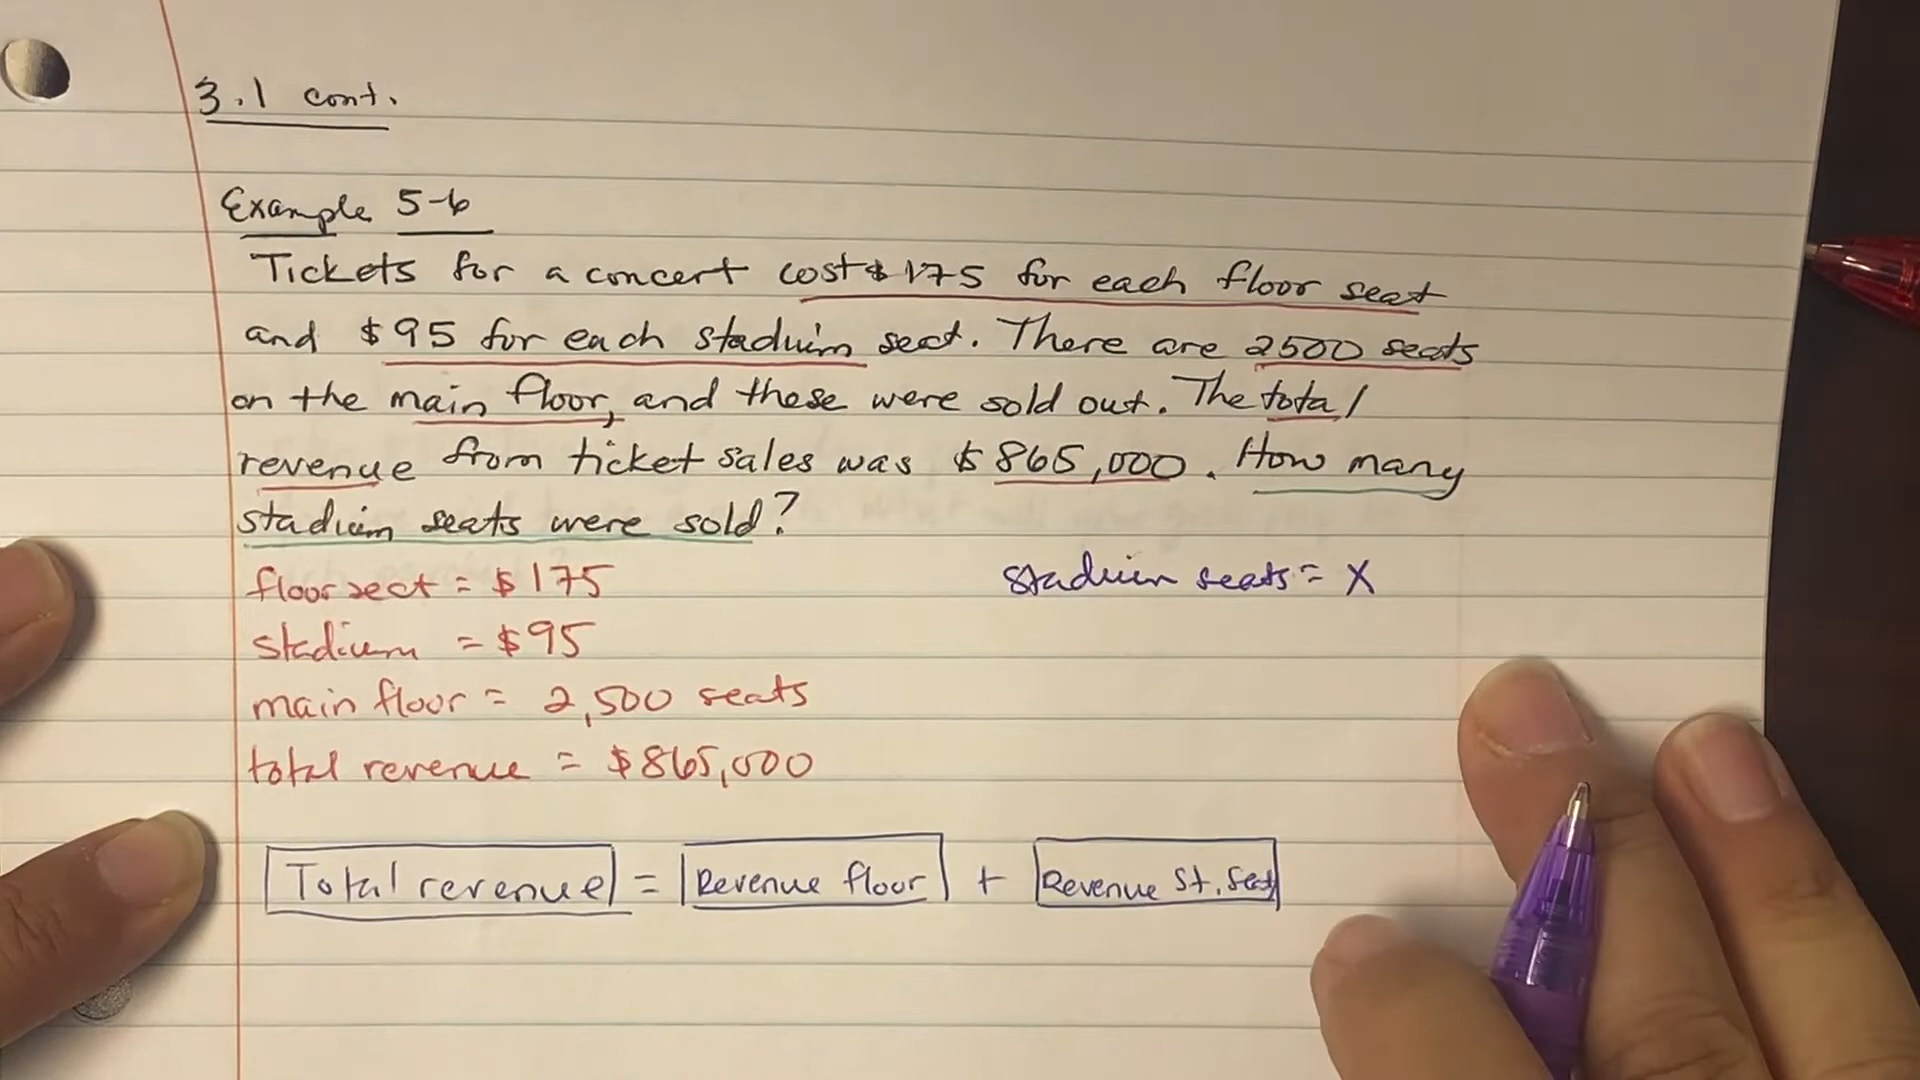 3.1 cont.
Example 5-6
Tickets for a concert cost $175 for each floor seat
and $95 for each stadium seat. There are 2500 seats
on the main floor, and these were sold out. The total
revenue from ticket sales was $865,000. How many
stadium seats were sold?
floor seat = $175
stadium seats = X
stadium = $95
main floor = 2,500 seats
total revenue = $865,000
Total revenue = Revenue floor + Revenue St. Seat